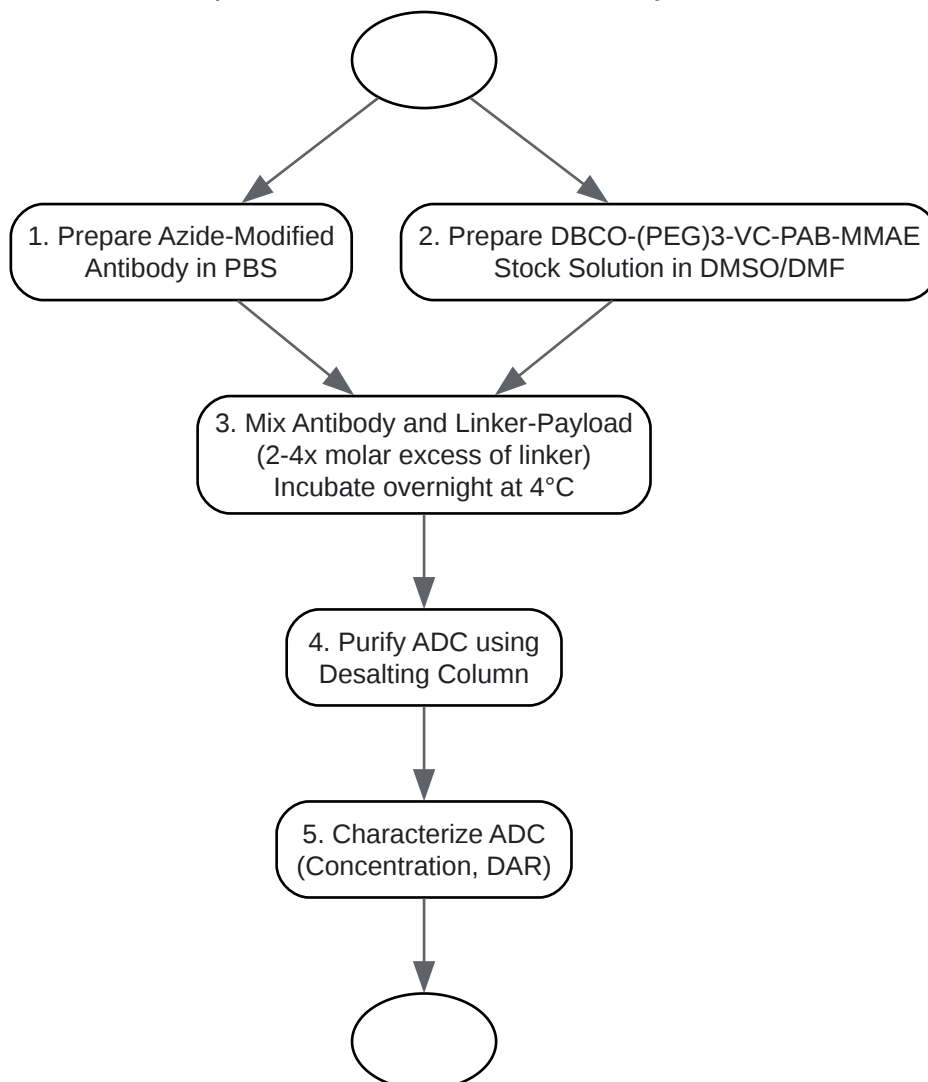 1. Prepare Azide-Modified
Antibody in PBS
2. Prepare DBCO-(PEG)3-VC-PAB-MMAE
Stock Solution in DMSO/DMF
3. Mix Antibody and Linker-Payload
(2-4x molar excess of linker)
Incubate overnight at 4°C
4. Purify ADC using
Desalting Column
5. Characterize ADC
(Concentration, DAR)